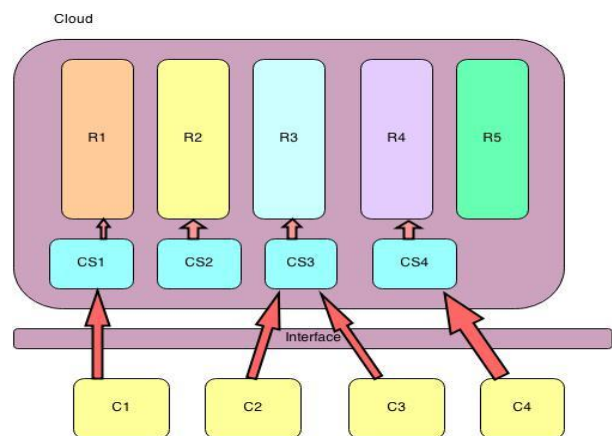 Cloud
R1
R2
R3
R4
R5
CS1
CS2
CS3
CS4
Interface
C1
C2
C3
C4